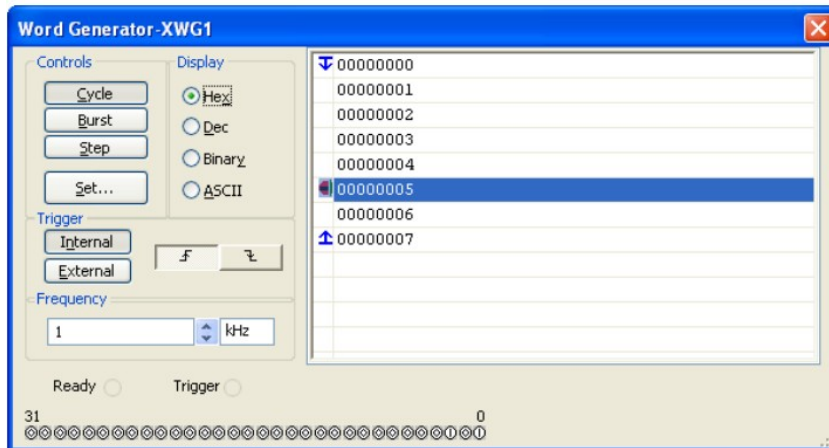 Word Generator-XWG1
Controls
Cycle
Burst
Step
Set...
Display
Hex
Dec
Binary
ASCII
Trigger
Internal
External
Frequency
1 kHz
Ready Trigger
31 0
00000000
00000001
00000002
00000003
00000004
00000005
00000006
00000007